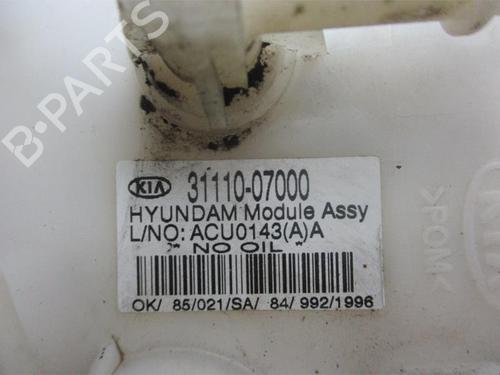 B-PARTS
KIA 31110-07000
HYUNDAM Module Assy
L/NO: ACU0143(A)A
* NO OIL *
OK/ 85/021/SA/ 84/ 992/1996
>POM<